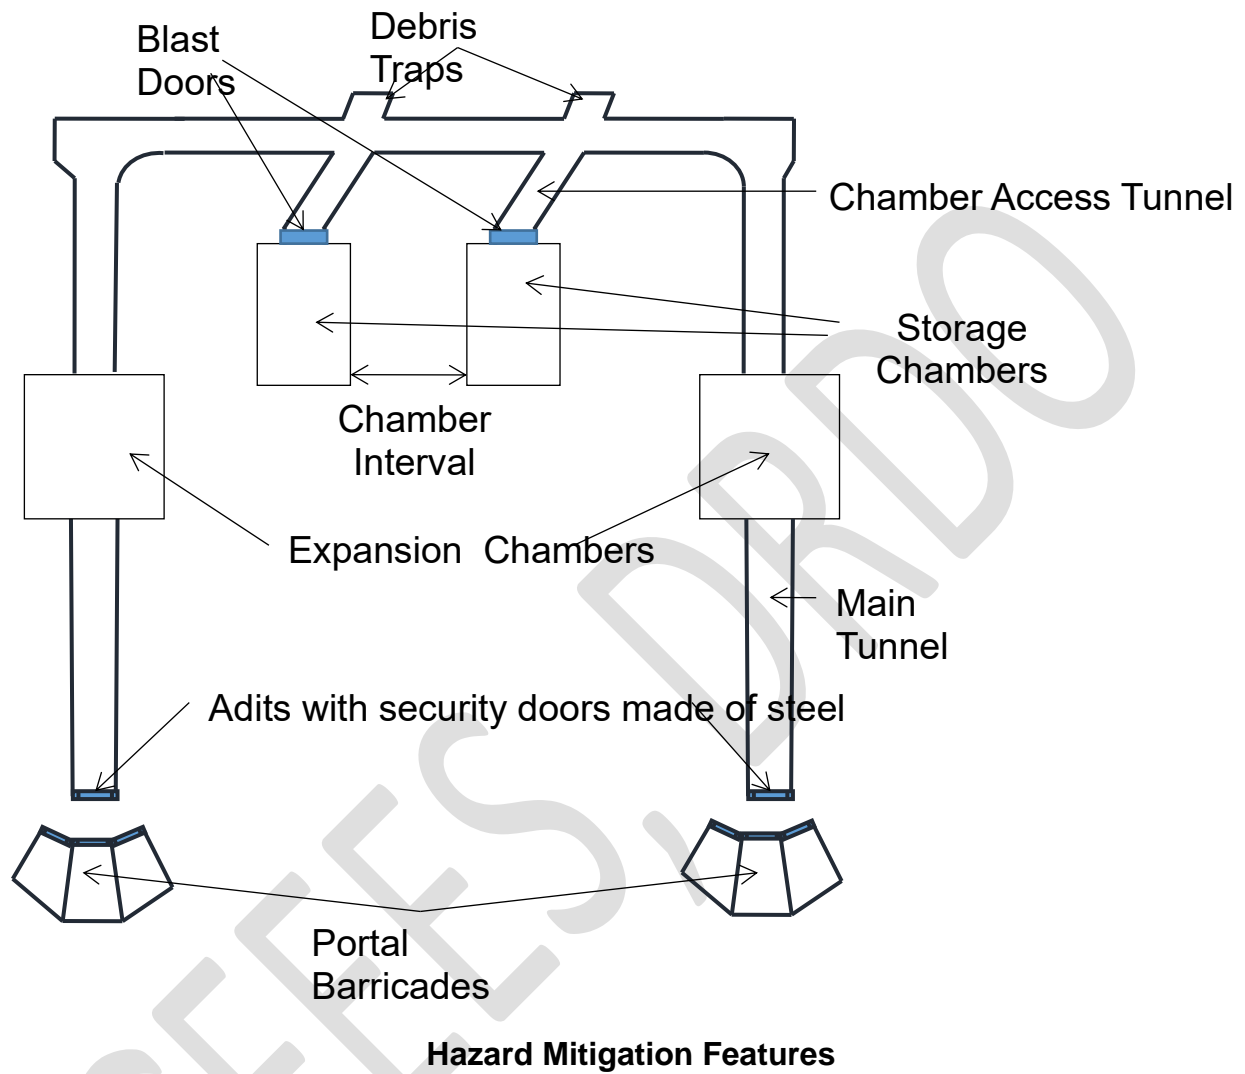 Blast
Doors
Debris
Traps
Chamber Access Tunnel
Storage
Chambers
Chamber
Interval
Expansion Chambers
Main
Tunnel
Adits with security doors made of steel
Portal
Barricades
Hazard Mitigation Features
CFEES, DRDO